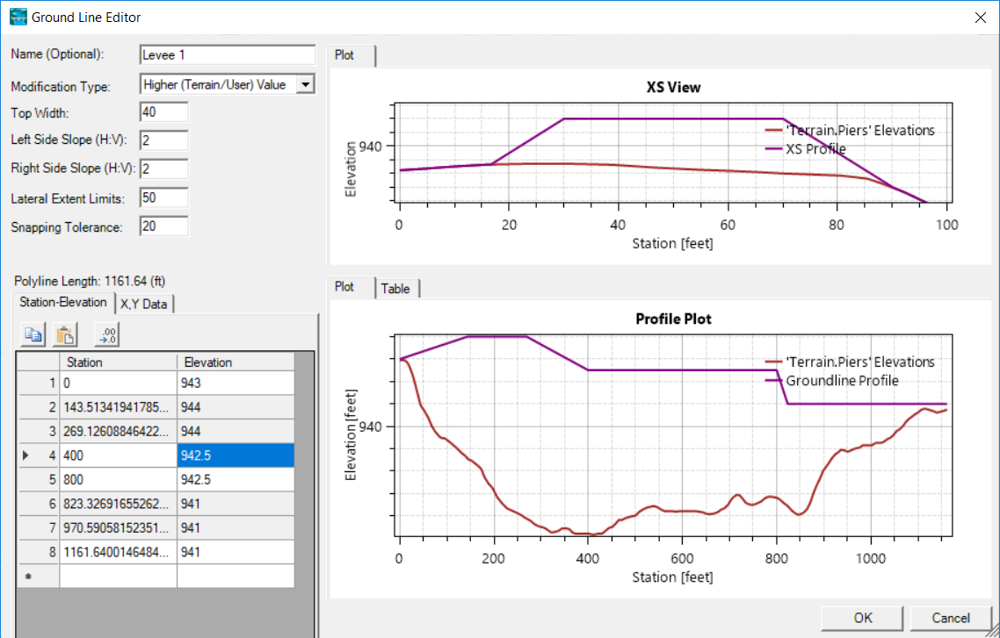 Ground Line Editor
Name (Optional): Levee 1
Modification Type: Higher (Terrain/User) Value
Top Width: 40
Left Side Slope (H:V): 2
Right Side Slope (H:V): 2
Lateral Extent Limits: 50
Snapping Tolerance: 20
Polyline Length: 1161.64 (ft)
Station-Elevation X,Y Data
.00
→.0
Station Elevation
1 0 943
2 143.51341941785... 944
3 269.12608846422... 944
4 400 942.5
5 800 942.5
6 823.32691655262... 941
7 970.59058152351... 941
8 1161.6400146484... 941
*
Plot
XS View
'Terrain.Piers' Elevations
XS Profile
Elevation
940
0 20 40 60 80 100
Station [feet]
Plot Table
Profile Plot
'Terrain.Piers' Elevations
Groundline Profile
Elevation [feet]
940
0 200 400 600 800 1000
Station [feet]
OK Cancel